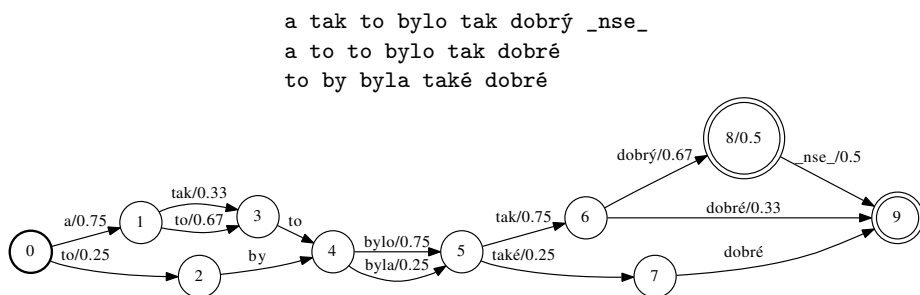 a tak to bylo tak dobrý _nse_
a to to bylo tak dobré
to by byla také dobré
8/0.5
dobrý/0.67
_nse_/0.5
tak/0.33
a/0.75
1
to/0.67
3
to
tak/0.75
6
dobré/0.33
9
0
to/0.25
2
by
4
bylo/0.75
byla/0.25
5
také/0.25
7
dobré